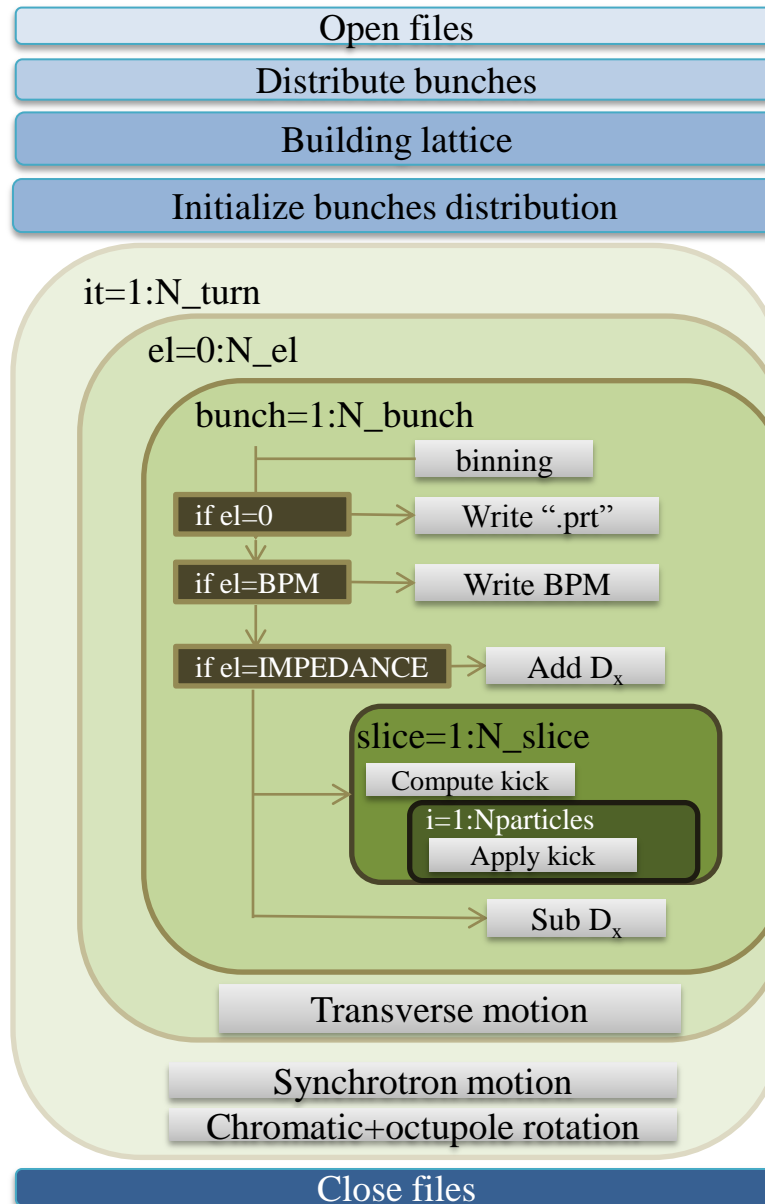 Open files
Distribute bunches
Building lattice
Initialize bunches distribution
it=1:N_turn
el=0:N_el
bunch=1:N_bunch
binning
if el=0
Write “.prt”
if el=BPM
Write BPM
if el=IMPEDANCE
Add Dx
slice=1:N_slice
Compute kick
i=1:Nparticles
Apply kick
Sub Dx
Transverse motion
Synchrotron motion
Chromatic+octupole rotation
Close files